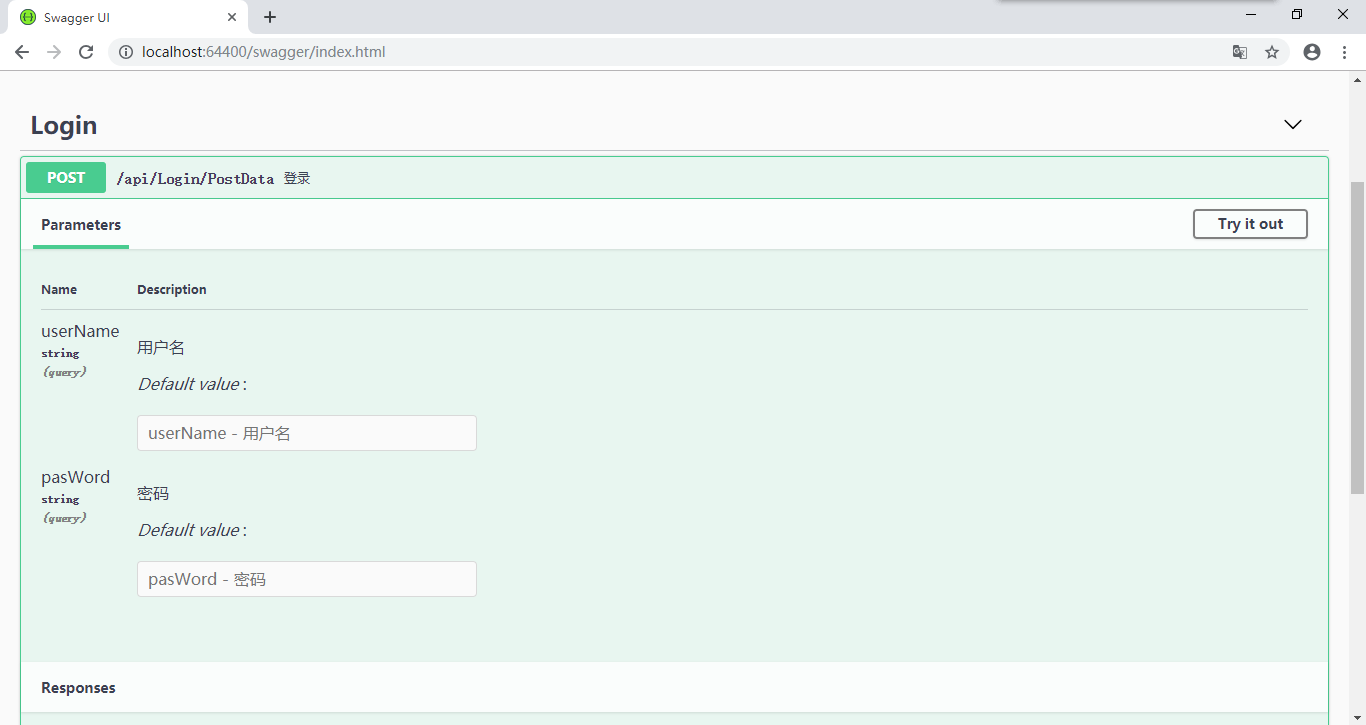 Swagger UI
localhost:64400/swagger/index.html
Login
POST /api/Login/PostData 登录
Parameters Try it out
Name Description
userName
string
(query)
用户名
Default value :
userName - 用户名
pasWord
string
(query)
密码
Default value :
pasWord - 密码
Responses